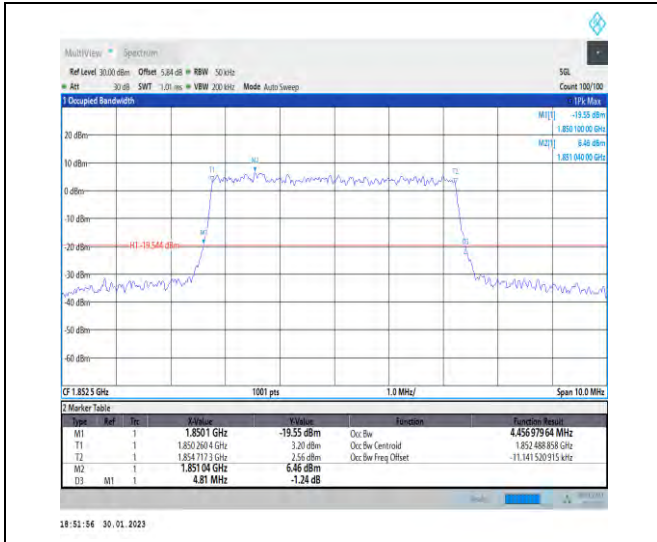 MultiView Spectrum
Ref Level 30.00 dBm Offset 5.84 dB RBW 50 kHz SGL
Att 30 dB SWT 1.01 ms VBW 200 kHz Mode Auto Sweep Count 100/100
1 Occupied Bandwidth 1Pk Max
M1[1] -19.55 dBm
1.850 100 00 GHz
M2[1] 6.46 dBm
1.851 040 00 GHz
20 dBm
10 dBm
T1 M2 T2
0 dBm
-10 dBm
M1
-20 dBm H1 -19.544 dBm D3
-30 dBm
-40 dBm
-50 dBm
-60 dBm
CF 1.852 5 GHz 1001 pts 1.0 MHz/ Span 10.0 MHz
2 Marker Table
Type Ref Trc X-Value Y-Value Function Function Result
M1 1 1.8501 GHz -19.55 dBm Occ Bw 4.456 979 64 MHz
T1 1 1.850 260 4 GHz 3.20 dBm Occ Bw Centroid 1.852 488 858 GHz
T2 1 1.854 717 3 GHz 2.56 dBm Occ Bw Freq Offset -11.141 520 915 kHz
M2 1 1.851 04 GHz 6.46 dBm
D3 M1 1 4.81 MHz -1.24 dB
18:51:56 30.01.2023